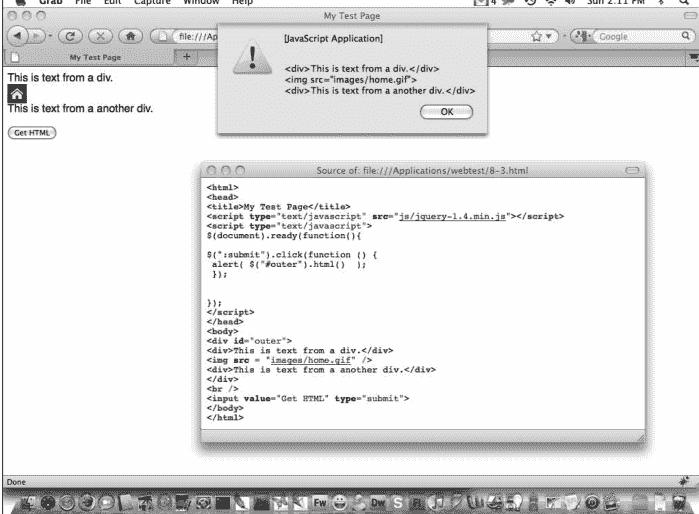 Grab File Edit Capture Window Help
4 Sun 2:11 PM
My Test Page
file:///Ap
Google
My Test Page
[JavaScript Application]
<div>This is text from a div.</div>
<img src="images/home.gif">
<div>This is text from a another div.</div>
OK
This is text from a div.
This is text from a another div.
Get HTML
Source of: file:///Applications/webtest/8-3.html
<html>
<head>
<title>My Test Page</title>
<script type="text/javascript" src="js/jquery-1.4.min.js"></script>
<script type="text/javascript">
$(document).ready(function(){
$(":submit").click(function () {
alert( $("#outer").html() );
});
});
</script>
</head>
<body>
<div id="outer">
<div>This is text from a div.</div>
<img src = "images/home.gif" />
<div>This is text from a another div.</div>
</div>
<br />
<input value="Get HTML" type="submit">
</body>
</html>
Done
Fw Dw S Fl